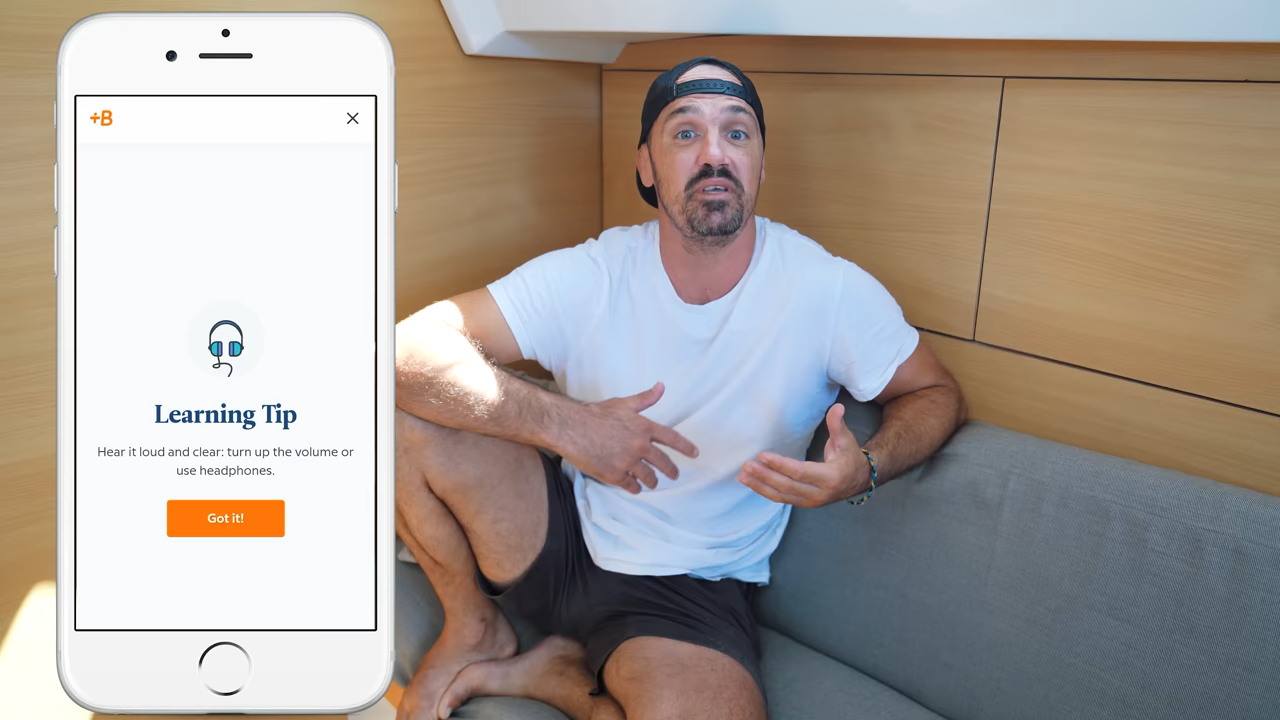 +B
Learning Tip
Hear it loud and clear: turn up the volume or
use headphones.
Got it!